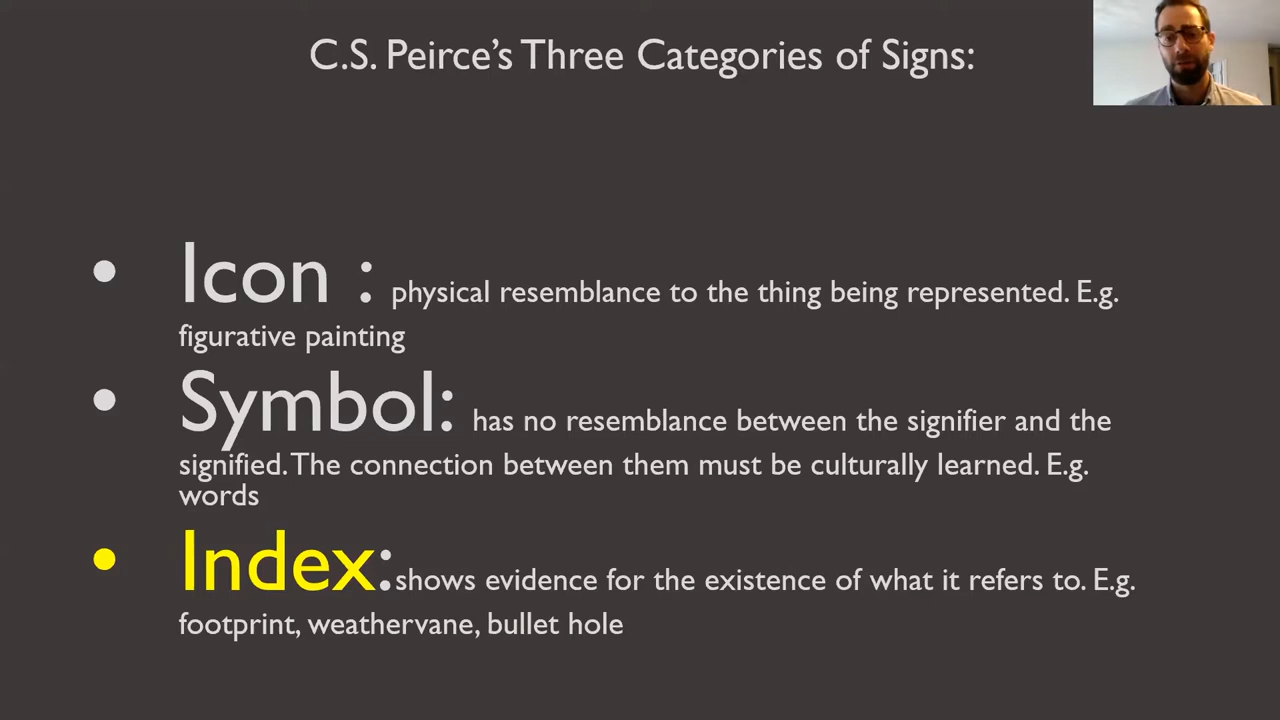 C.S. Peirce’s Three Categories of Signs:
• Icon : physical resemblance to the thing being represented. E.g.
figurative painting
• Symbol: has no resemblance between the signifier and the
signified. The connection between them must be culturally learned. E.g.
words
• Index: shows evidence for the existence of what it refers to. E.g.
footprint, weathervane, bullet hole